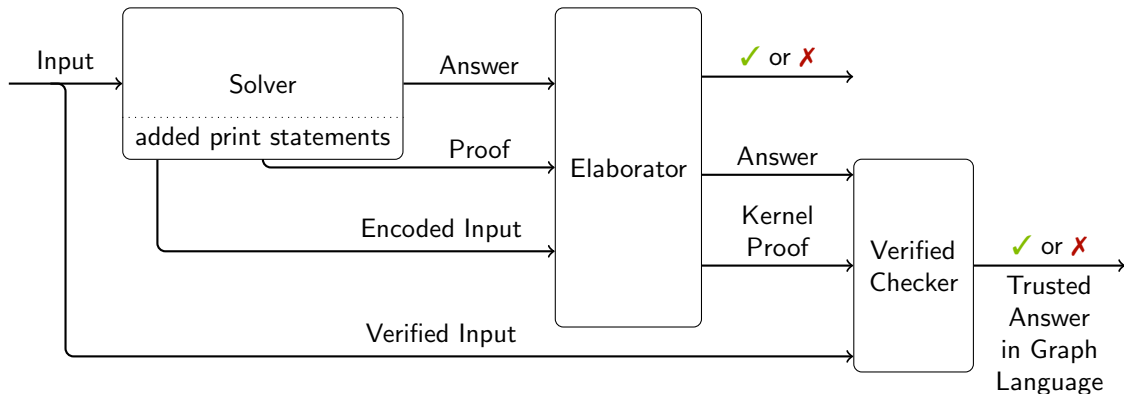 Input
Solver
added print statements
Answer
Proof
Encoded Input
Verified Input
Elaborator
✓ or ✗
Answer
Kernel
Proof
Verified
Checker
✓ or ✗
Trusted
Answer
in Graph
Language